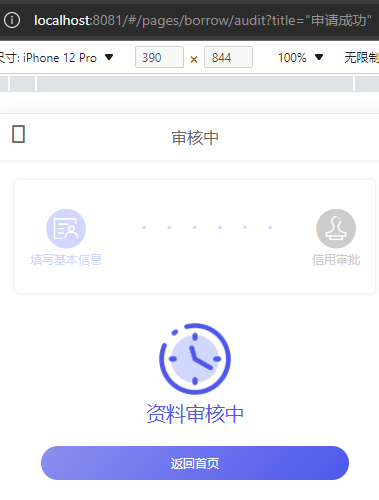 localhost:8081/#/pages/borrow/audit?title="申请成功"
尺寸: iPhone 12 Pro ▼ 390 × 844 100% ▼ 无限制
审核中
填写基本信息 信用审批
资料审核中
返回首页